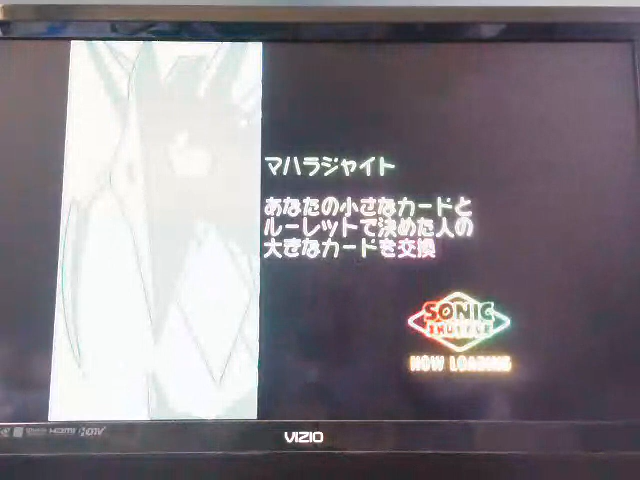 マハラジャイト
あなたの小さなカードと
ルーレットで決めた人の
大きなカードを交換
SONIC
SHUFFLE
NOW LOADING
VIZIO
HDMI